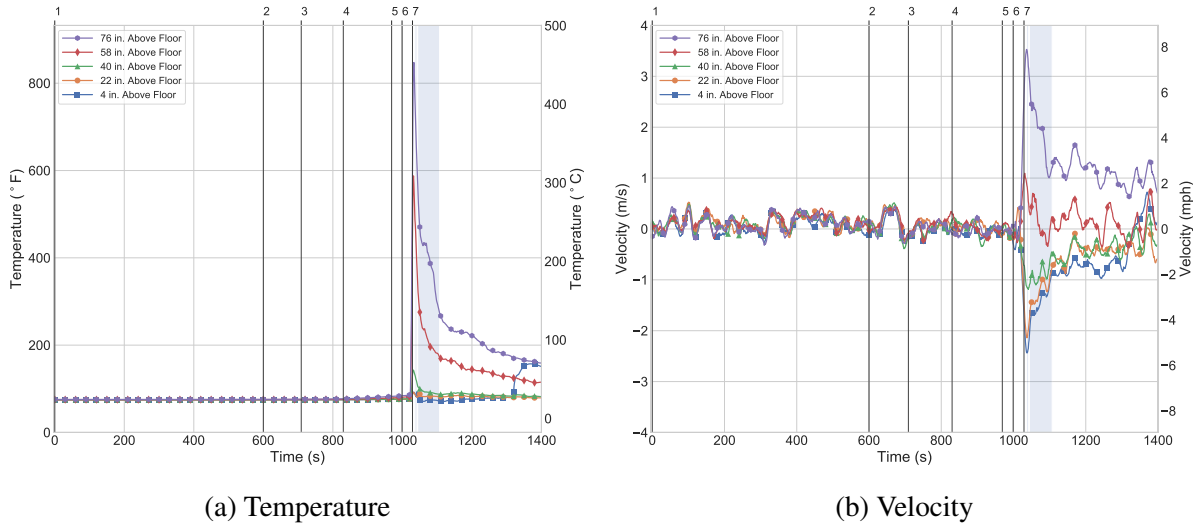 1 2 3 4 5 6 7
76 in. Above Floor
58 in. Above Floor
40 in. Above Floor
22 in. Above Floor
4 in. Above Floor
Temperature (°F)
0 200 400 600 800
Temperature (°C)
0 100 200 300 400 500
0 200 400 600 800 1000 1200 1400
Time (s)
(a) Temperature
1 2 3 4 5 6 7
76 in. Above Floor
58 in. Above Floor
40 in. Above Floor
22 in. Above Floor
4 in. Above Floor
Velocity (m/s)
−4 −3 −2 −1 0 1 2 3 4
Velocity (mph)
−8 −6 −4 −2 0 2 4 6 8
0 200 400 600 800 1000 1200 1400
Time (s)
(b) Velocity